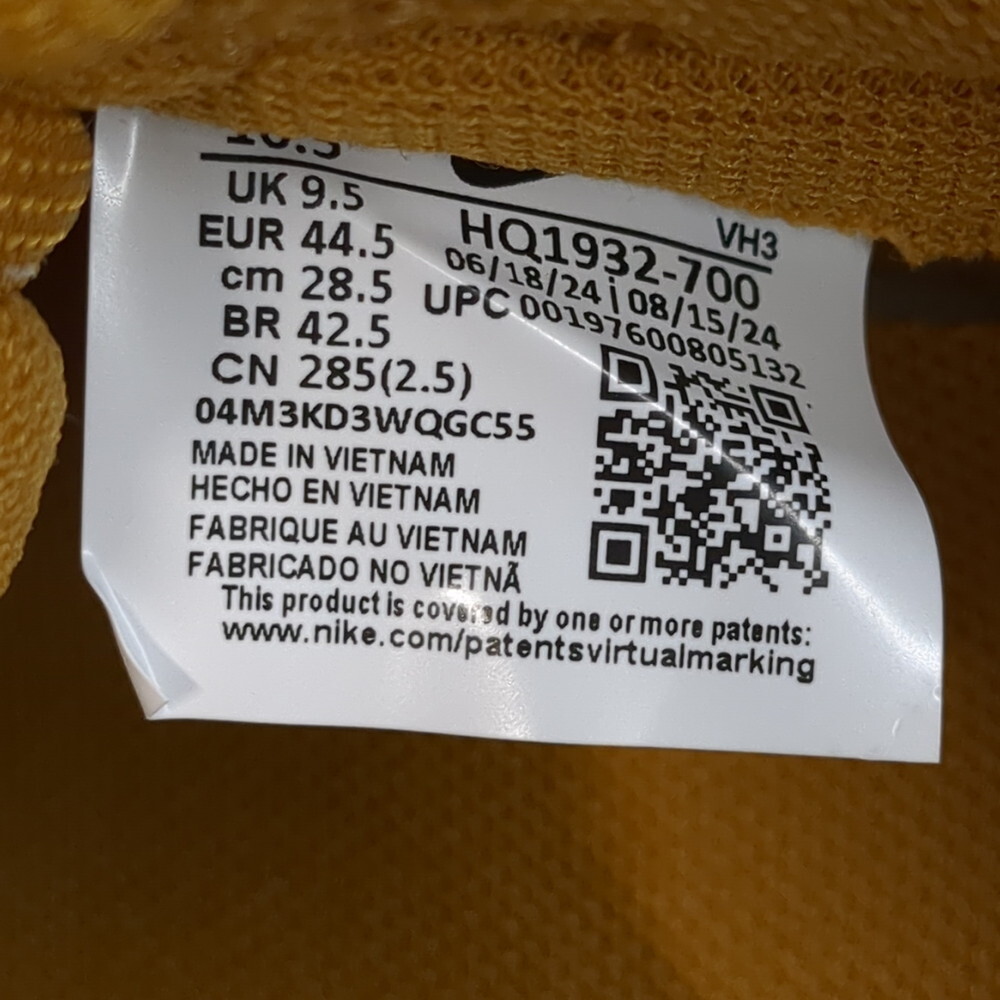 10.5
UK 9.5
EUR 44.5
cm 28.5
BR 42.5
CN 285(2.5)
VH3
HQ1932-700
06/18/24 | 08/15/24
UPC 00197600805132
04M3KD3WQGC55
MADE IN VIETNAM
HECHO EN VIETNAM
FABRIQUE AU VIETNAM
FABRICADO NO VIETNÃ
This product is covered by one or more patents:
www.nike.com/patentsvirtualmarking